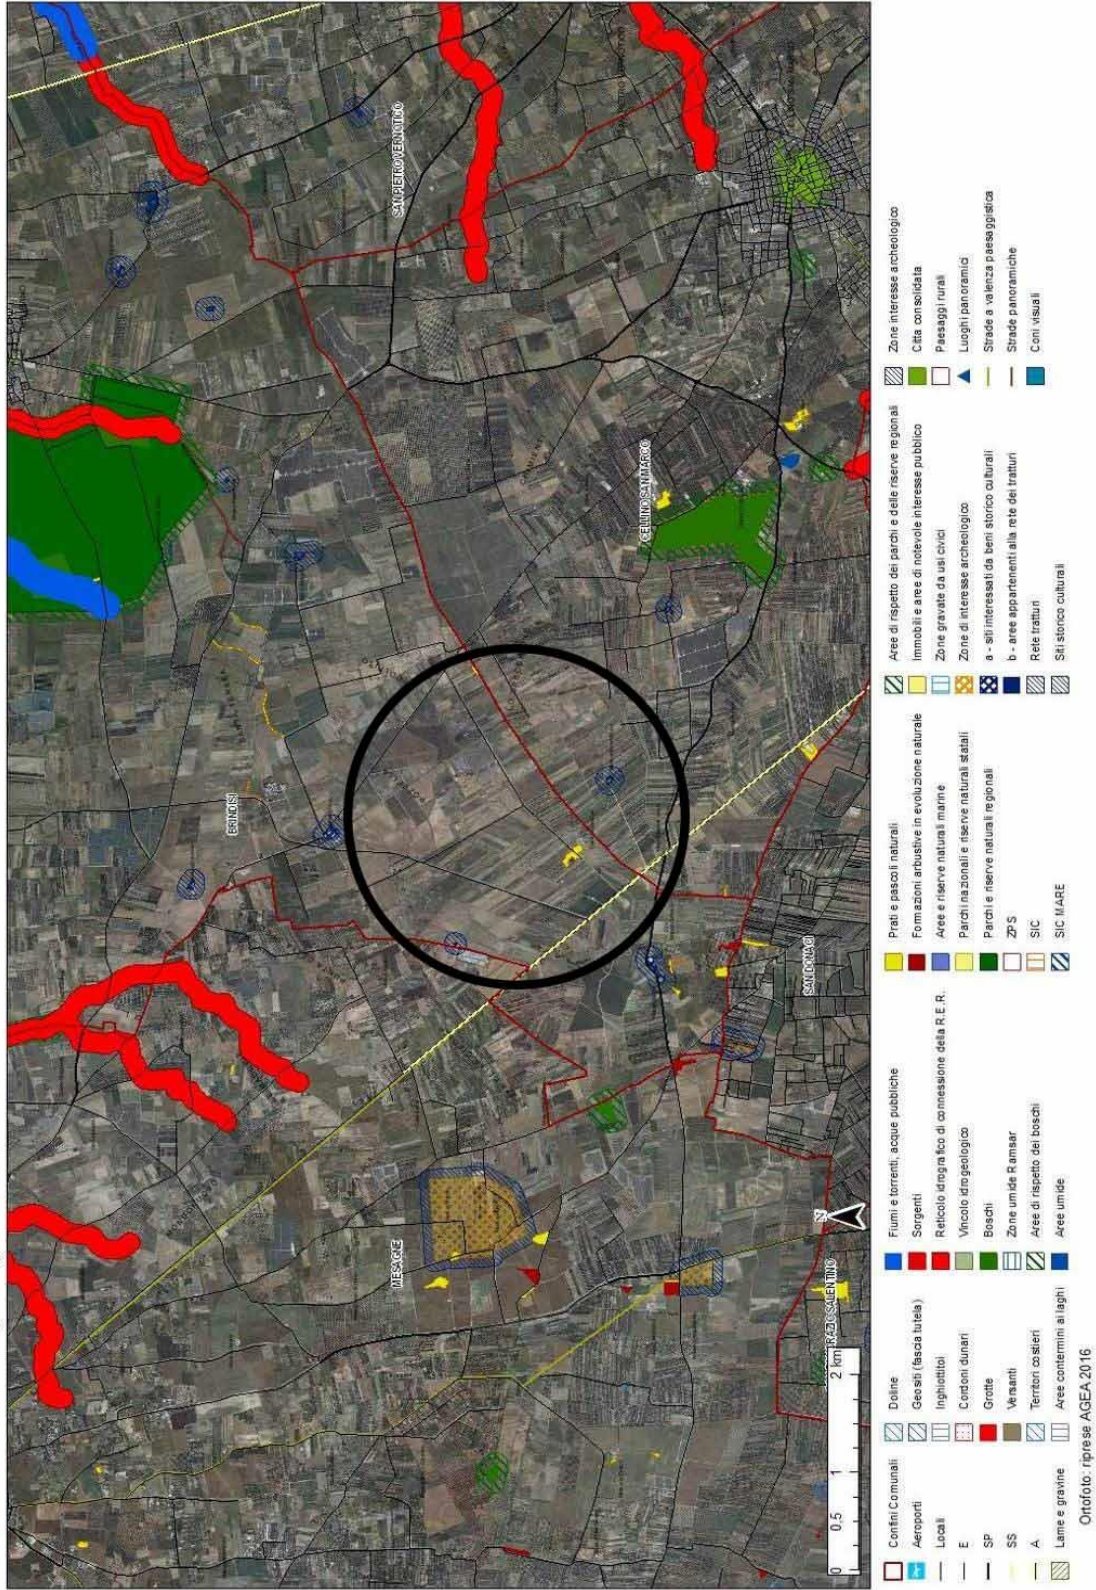 BRINDISI
SAN PIETRO VERNOTICO
CELLINO SAN MARCO
MESAGNE
SAN DONACI
N
0 0.5 1 2 km
Confini Comunali
Aeroporti
Locali
E
SP
SS
A
Lame e gravine
Doline
Geositi (fascia tutela)
Inghiottitoi
Cordoni dunari
Grotte
Versanti
Territori costieri
Aree contermini ai laghi
Fiumi e torrenti, acque pubbliche
Sorgenti
Reticolo idrografico di connessione della R.E.R.
Vincolo idrogeologico
Boschi
Zone umide Ramsar
Aree di rispetto dei boschi
Aree umide
Prati e pascoli naturali
Formazioni arbustive in evoluzione naturale
Aree e riserve naturali marine
Parchi nazionali e riserve naturali statali
Parchi e riserve naturali regionali
ZPS
SIC
SIC MARE
Aree di rispetto dei parchi e delle riserve regionali
Immobili e aree di notevole interesse pubblico
Zone gravate da usi civici
Zone di interesse archeologico
a - siti interessati da beni storico culturali
b - aree appartenenti alla rete dei tratturi
Rete tratturi
Siti storico culturali
Zone interesse archeologico
Citta consolidata
Paesaggi rurali
Luoghi panoramici
Strade a valenza paesaggistica
Strade panoramiche
Coni visuali
Ortofoto: riprese AGEA 2016